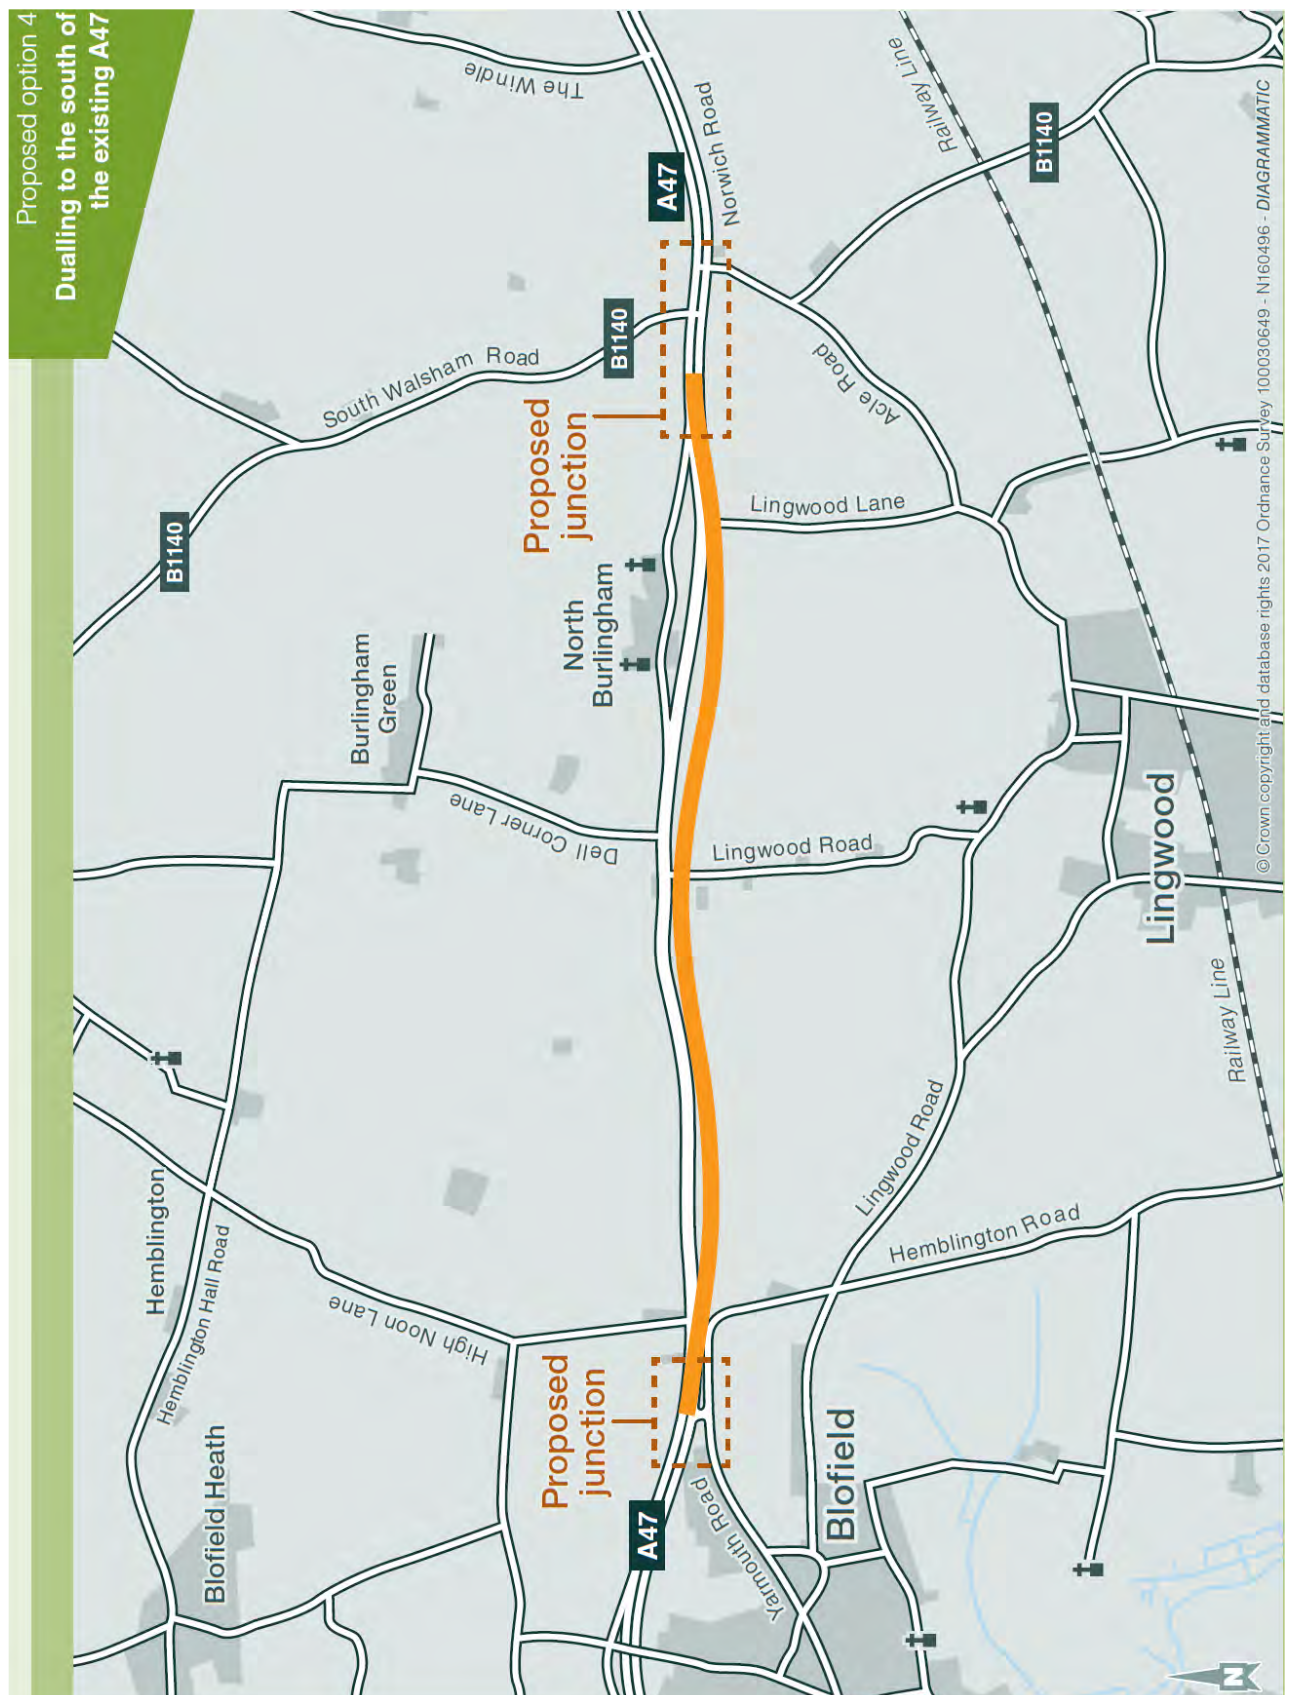 Proposed option 4
Dualling to the south of
the existing A47
The Windle
A47
Norwich Road
Railway Line
B1140
South Walsham Road
B1140
B1140
Proposed
junction
Acle Road
Lingwood Lane
North
Burlingham
Burlingham
Green
Dell Corner Lane
Lingwood Road
Lingwood
Railway Line
Hemblington
Hemblington Hall Road
High Noon Lane
Lingwood Road
Hemblington Road
Proposed
junction
Blofield Heath
A47
Yarmouth Road
Blofield
N
© Crown copyright and database rights 2017 Ordnance Survey 100030649 - N160496 - DIAGRAMMATIC